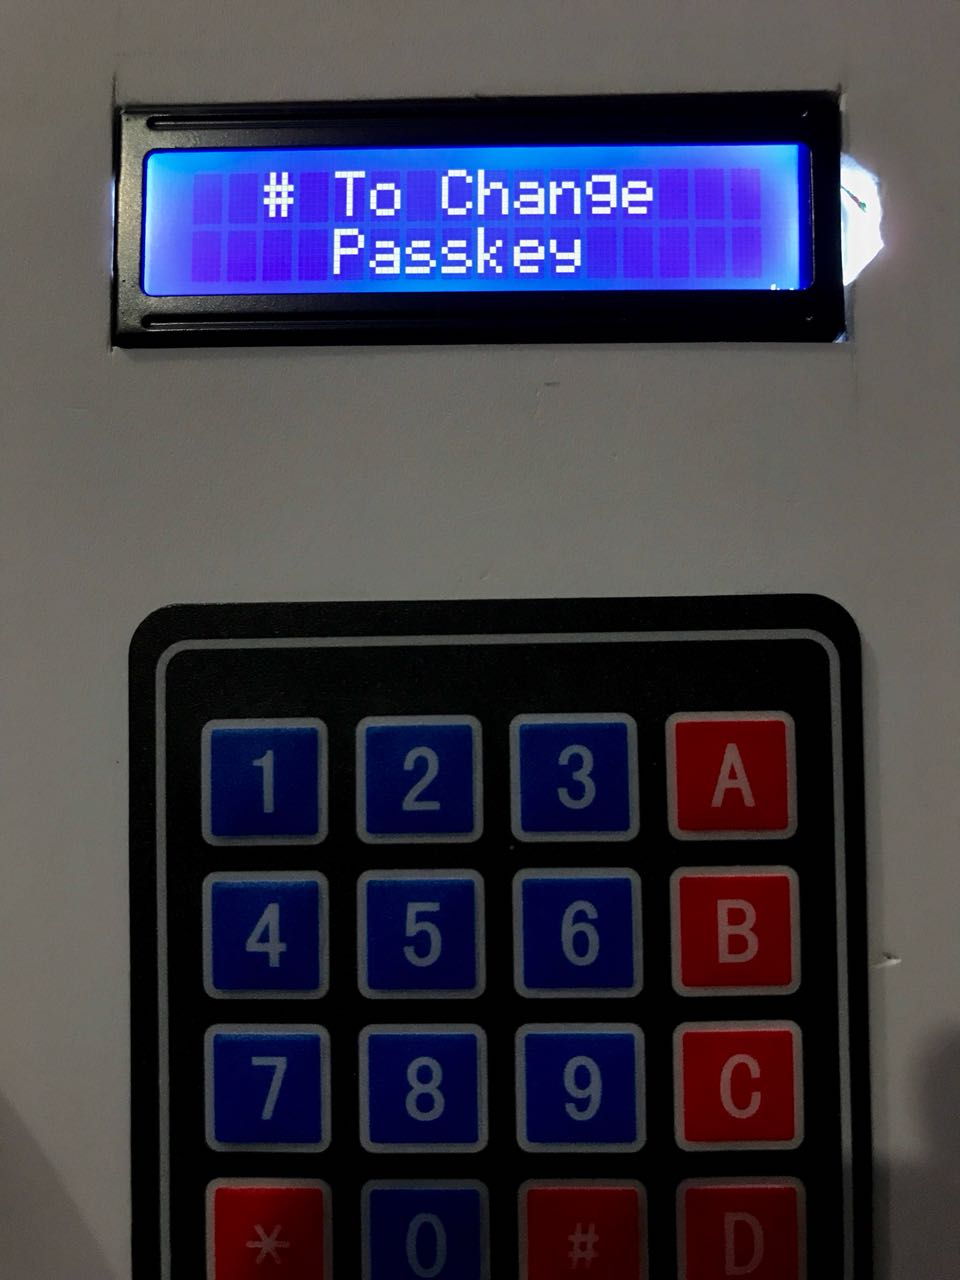 # To Change
Passkey
1 2 3 A
4 5 6 B
7 8 9 C
* 0 # D